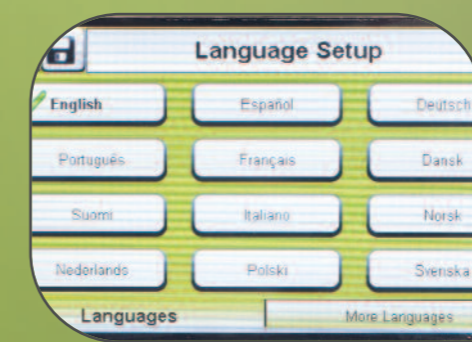 Language Setup
English Español Deutsch
Português Français Dansk
Suomi Italiano Norsk
Nederlands Polski Svenska
Languages More Languages